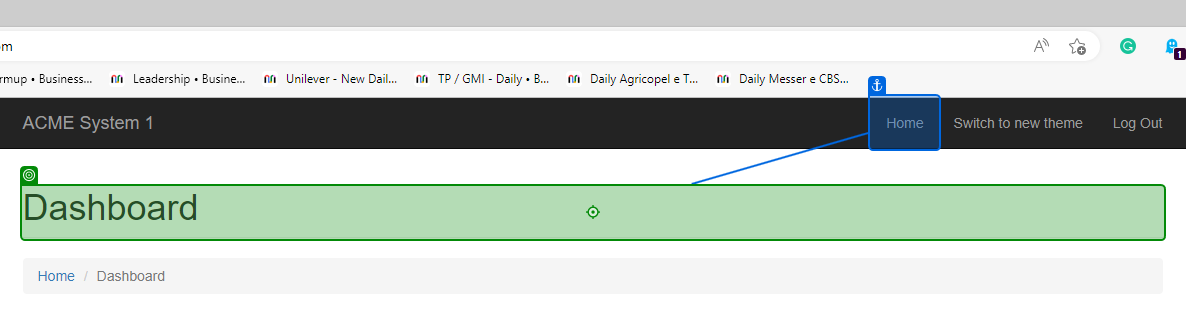 om
rmup • Business... Leadership • Busine... Unilever - New Dail... TP / GMI - Daily • B... Daily Agricopel e T... Daily Messer e CBS...
1
ACME System 1 Home Switch to new theme Log Out
Dashboard
Home / Dashboard